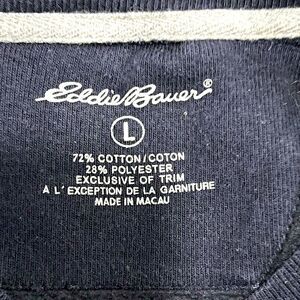 Eddie Bauer®
L
72% COTTON/COTON
28% POLYESTER
EXCLUSIVE OF TRIM
A L'EXCEPTION DE LA GARNITURE
MADE IN MACAU